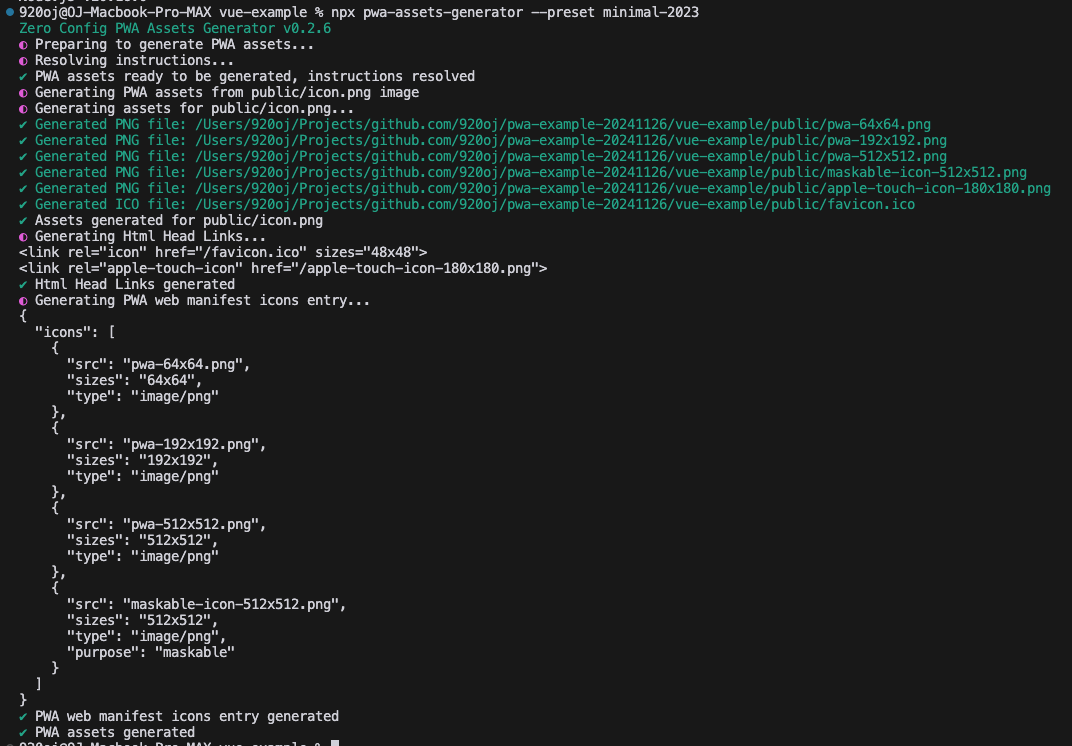 920oj@OJ-Macbook-Pro-MAX vue-example % npx pwa-assets-generator --preset minimal-2023
Zero Config PWA Assets Generator v0.2.6
◐ Preparing to generate PWA assets...
◐ Resolving instructions...
✔ PWA assets ready to be generated, instructions resolved
◐ Generating PWA assets from public/icon.png image
◐ Generating assets for public/icon.png...
✔ Generated PNG file: /Users/920oj/Projects/github.com/920oj/pwa-example-20241126/vue-example/public/pwa-64x64.png
✔ Generated PNG file: /Users/920oj/Projects/github.com/920oj/pwa-example-20241126/vue-example/public/pwa-192x192.png
✔ Generated PNG file: /Users/920oj/Projects/github.com/920oj/pwa-example-20241126/vue-example/public/pwa-512x512.png
✔ Generated PNG file: /Users/920oj/Projects/github.com/920oj/pwa-example-20241126/vue-example/public/maskable-icon-512x512.png
✔ Generated PNG file: /Users/920oj/Projects/github.com/920oj/pwa-example-20241126/vue-example/public/apple-touch-icon-180x180.png
✔ Generated ICO file: /Users/920oj/Projects/github.com/920oj/pwa-example-20241126/vue-example/public/favicon.ico
✔ Assets generated for public/icon.png
◐ Generating Html Head Links...
<link rel="icon" href="/favicon.ico" sizes="48x48">
<link rel="apple-touch-icon" href="/apple-touch-icon-180x180.png">
✔ Html Head Links generated
◐ Generating PWA web manifest icons entry...
{
  "icons": [
    {
      "src": "pwa-64x64.png",
      "sizes": "64x64",
      "type": "image/png"
    },
    {
      "src": "pwa-192x192.png",
      "sizes": "192x192",
      "type": "image/png"
    },
    {
      "src": "pwa-512x512.png",
      "sizes": "512x512",
      "type": "image/png"
    },
    {
      "src": "maskable-icon-512x512.png",
      "sizes": "512x512",
      "type": "image/png",
      "purpose": "maskable"
    }
  ]
}
✔ PWA web manifest icons entry generated
✔ PWA assets generated
920oj@OJ-Macbook-Pro-MAX vue-example %